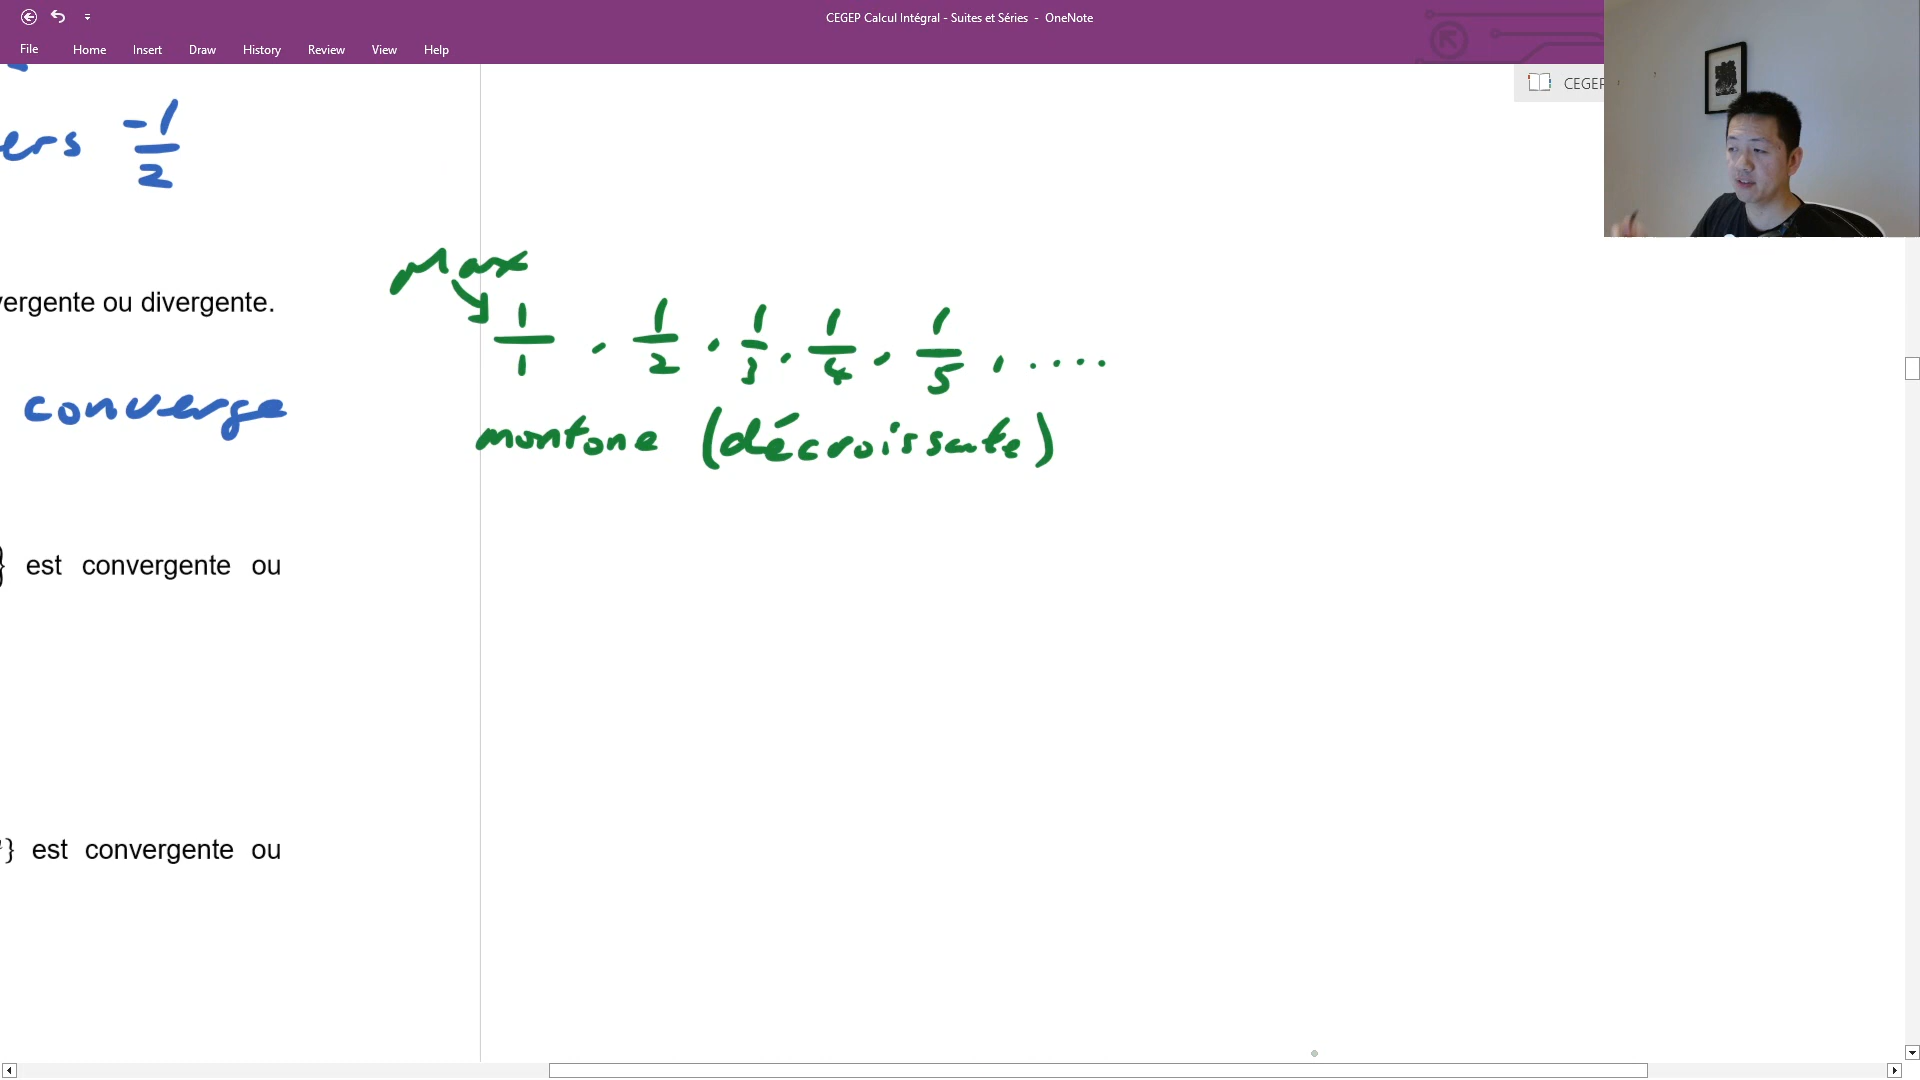 CEGEP Calcul Intégral - Suites et Séries - OneNote
File Home Insert Draw History Review View Help
CEGEP
ers -1/2
Max
1/1 , 1/2 , 1/3 , 1/4 , 1/5 , ....
montone (décroissante)
vergente ou divergente.
converge
} est convergente ou
} est convergente ou